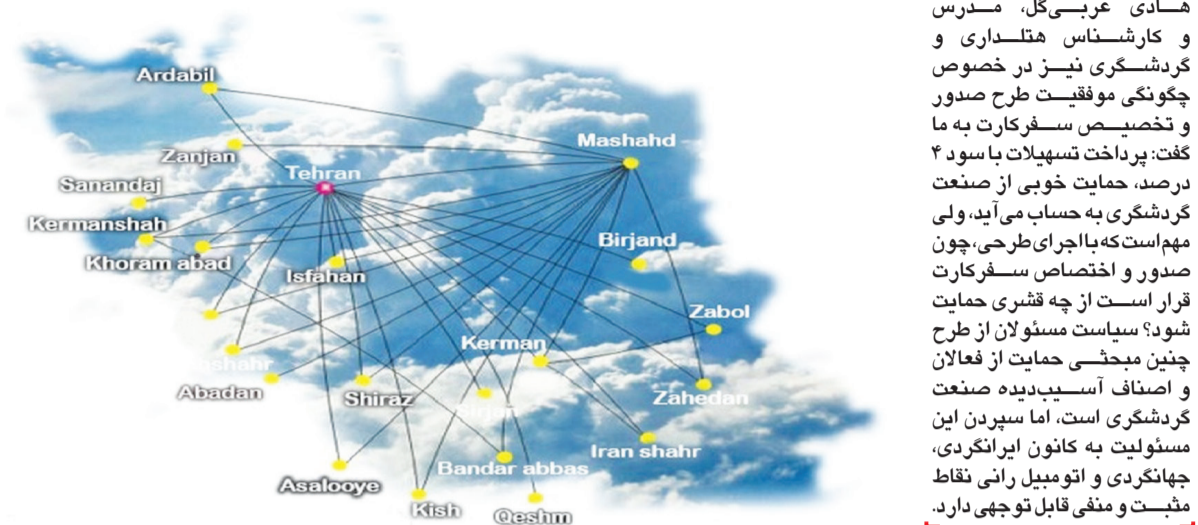 Ardabil
Zanjan
Mashahd
Tehran
Sanandaj
Kermanshah
Khoram abad
Isfahan
Birjand
Zabol
Kerman
Abadan
Shiraz
Sirjan
Zahedan
Iran shahr
Bandar abbas
Asalooye
Kish
Qeshm
هادی عربی‌گل، مدرس
و کارشناس هتلداری و
گردشگری نیز در خصوص
چگونگی موفقیت طرح صدور
و تخصیص سفرکارت به ما
گفت: پرداخت تسهیلات با سود ۴
درصد، حمایت خوبی از صنعت
گردشگری به حساب می‌آید، ولی
مهم است که با اجرای طرحی، چون
صدور و اختصاص سفرکارت
قرار است از چه قشری حمایت
شود؟ سیاست مسئولان از طرح
چنین مبحثی حمایت از فعالان
و اصناف آسیب‌دیده صنعت
گردشگری است، اما سپردن این
مسئولیت به کانون ایرانگردی،
جهانگردی و اتومبیل رانی نقاط
مثبت و منفی قابل توجهی دارد.